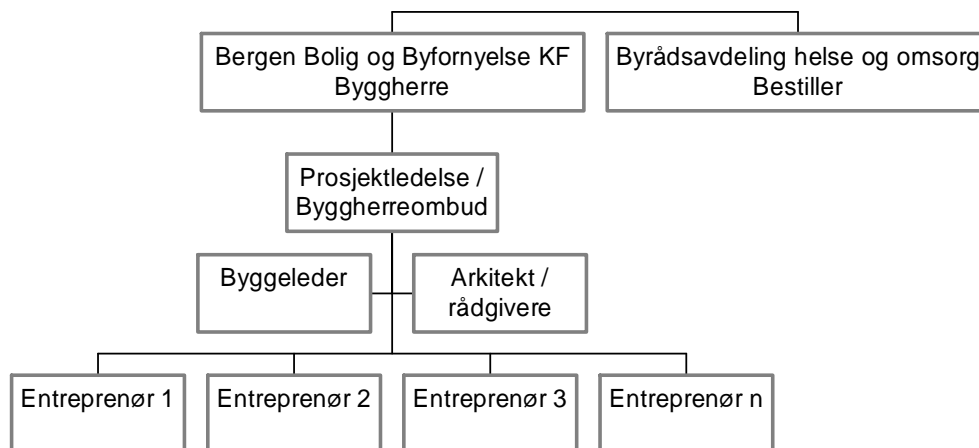 Bergen Bolig og Byfornyelse KF
Byggherre
Byrådsavdeling helse og omsorg
Bestiller
Prosjektledelse /
Byggherreombud
Byggeleder
Arkitekt /
rådgivere
Entreprenør 1
Entreprenør 2
Entreprenør 3
Entreprenør n